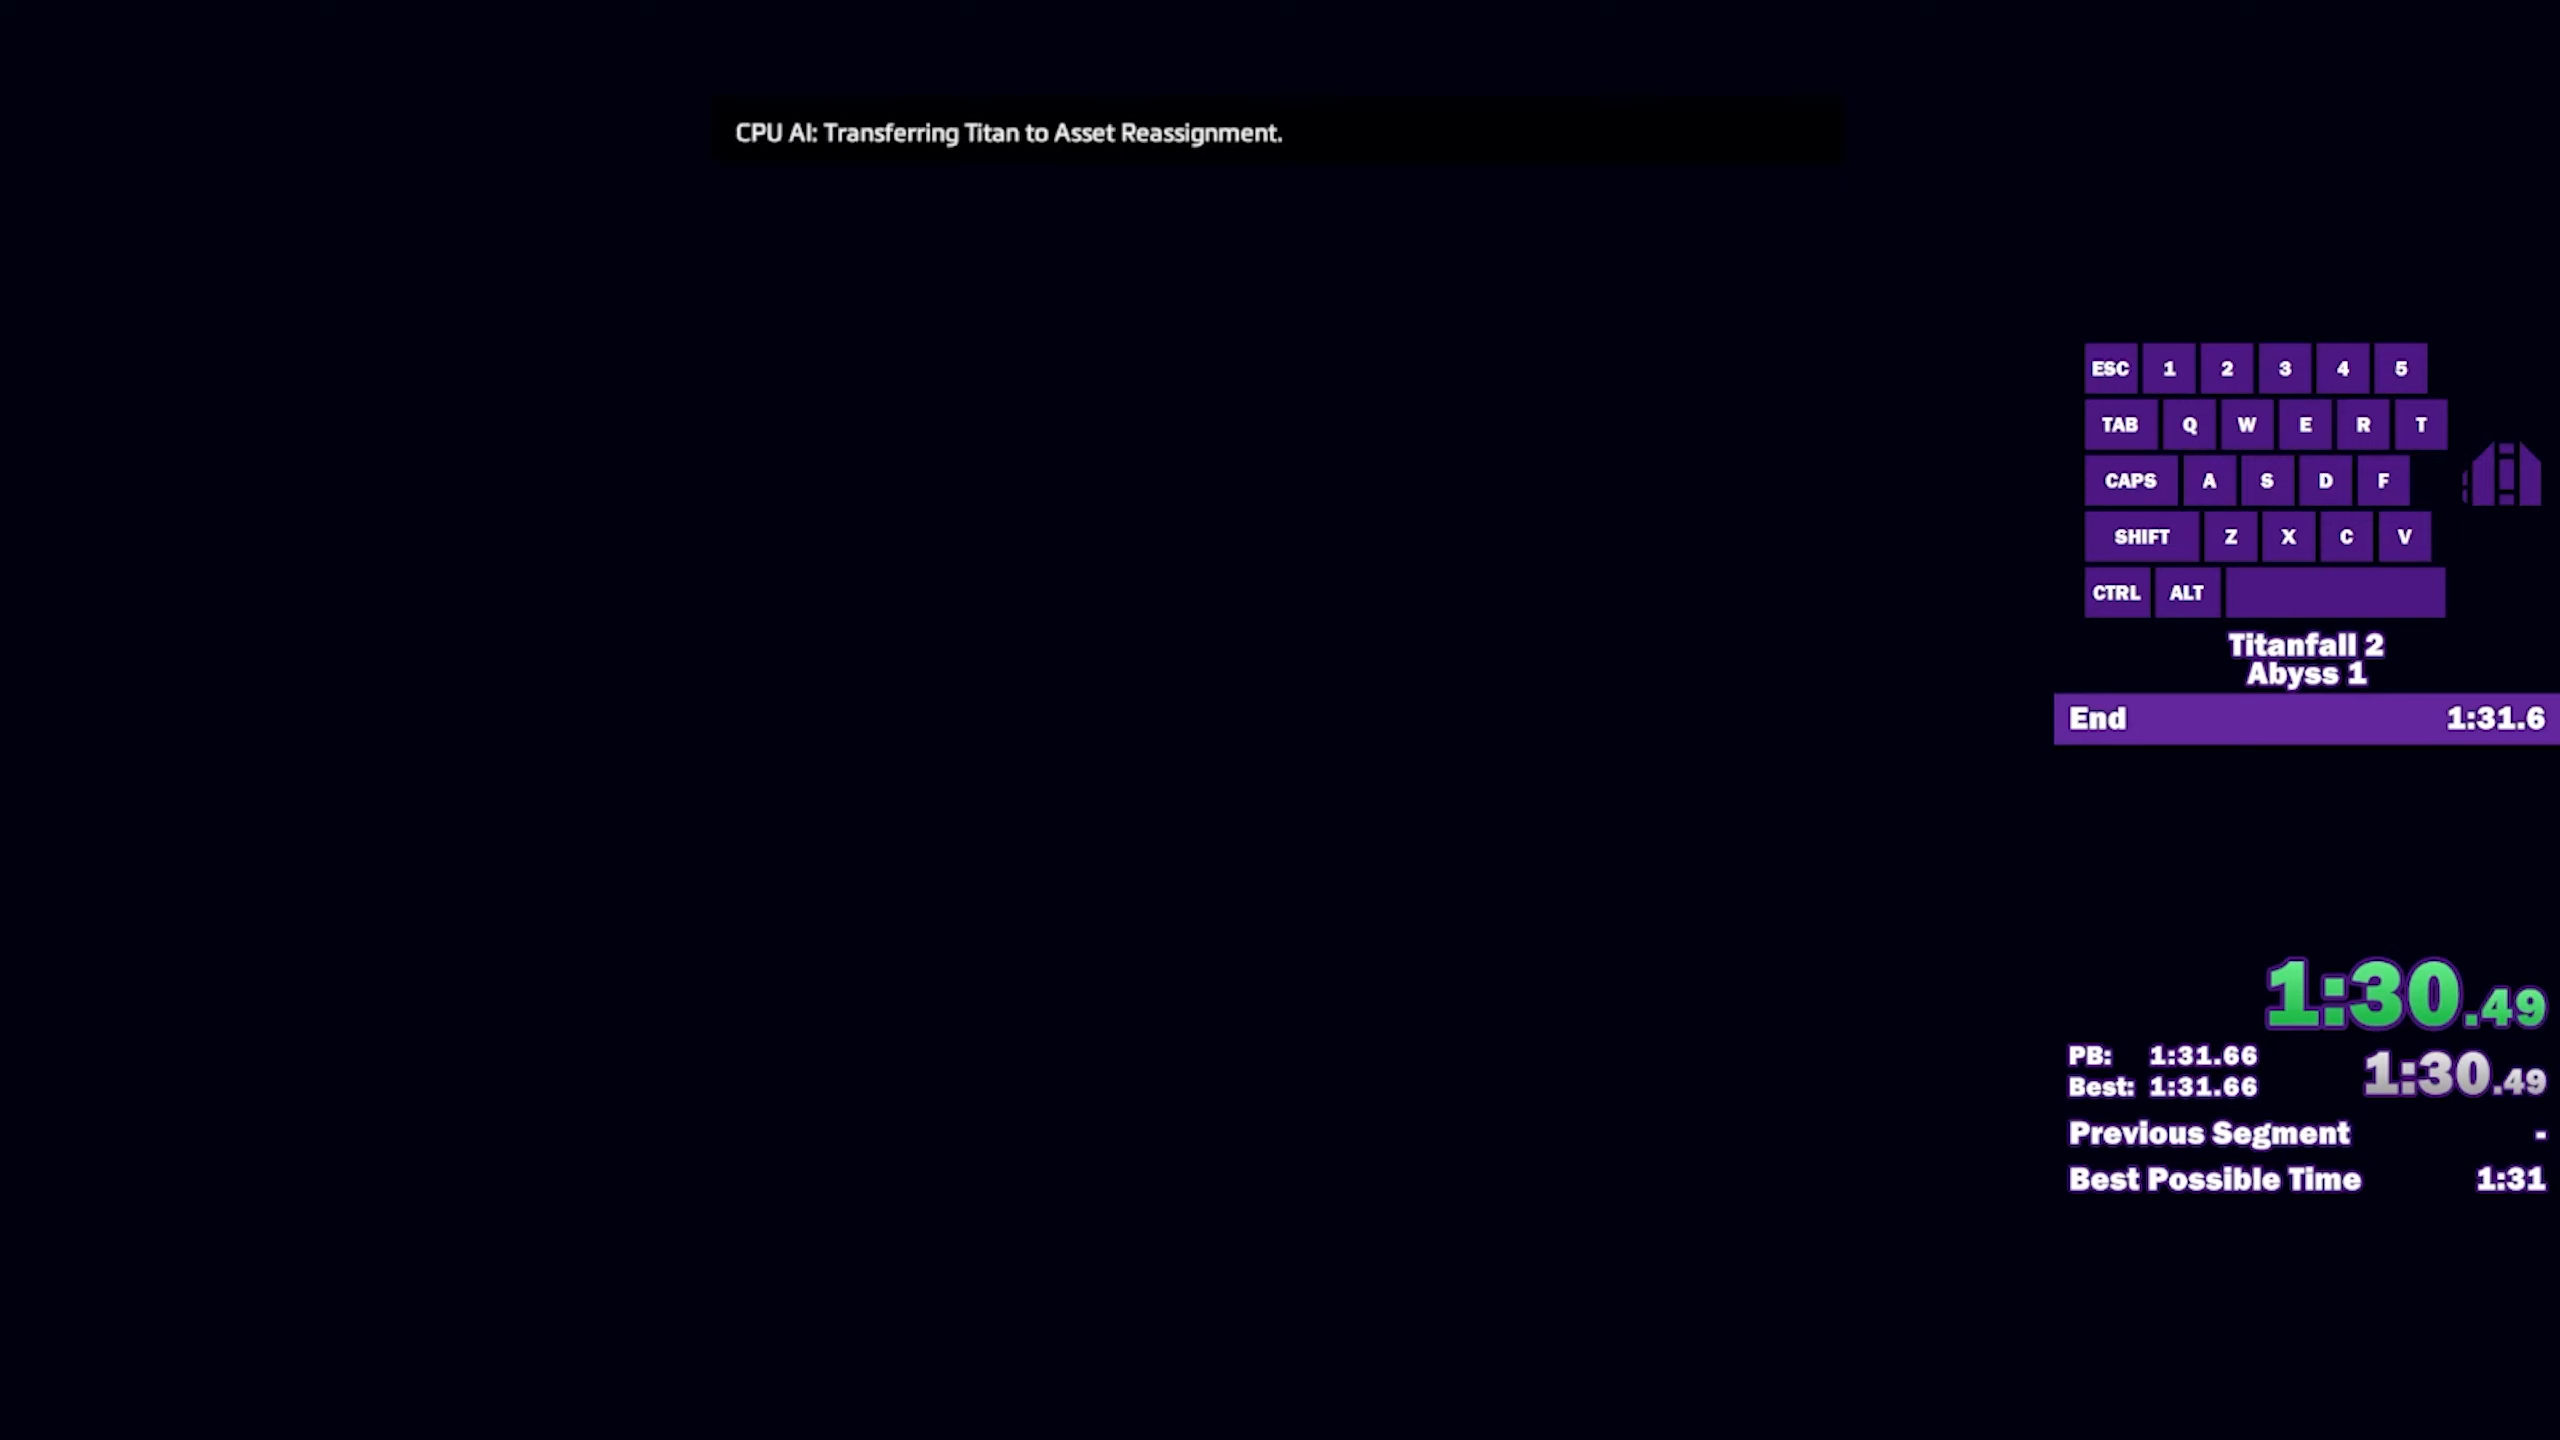 CPU AI: Transferring Titan to Asset Reassignment.
ESC 1 2 3 4 5
TAB Q W E R T
CAPS A S D F
SHIFT Z X C V
CTRL ALT
Titanfall 2
Abyss 1
End 1:31.6
1:30.49
PB: 1:31.66
Best: 1:31.66
1:30.49
Previous Segment -
Best Possible Time 1:31